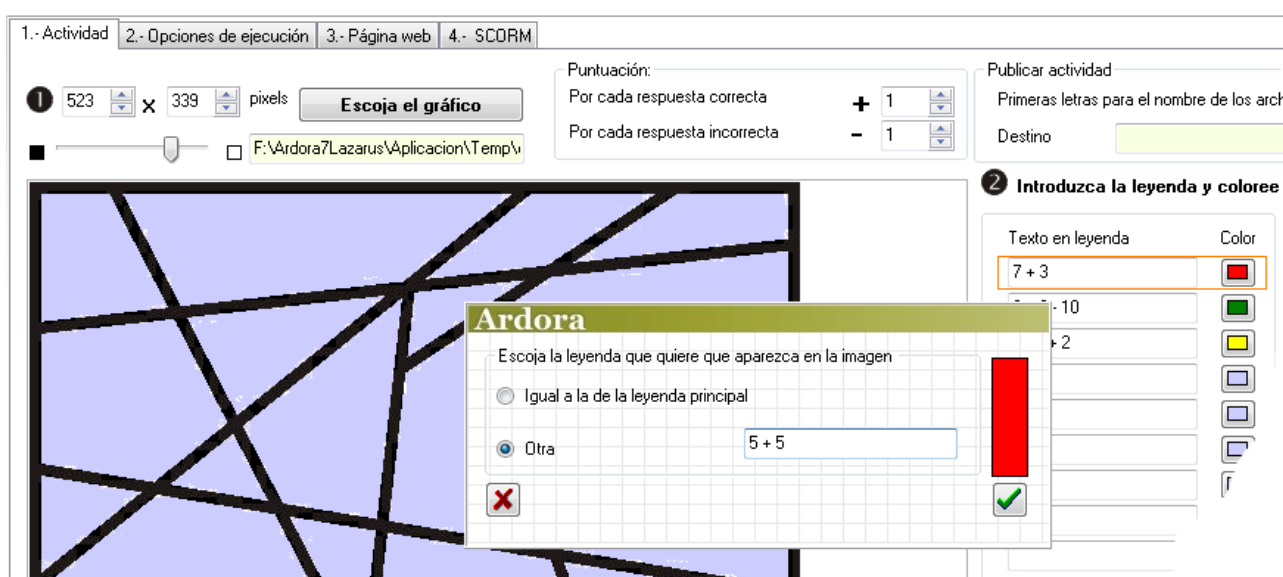 1.- Actividad 2.- Opciones de ejecución 3.- Página web 4.- SCORM
1 523 x 339 pixels Escoja el gráfico
F:\Ardora7Lazarus\Aplicacion\Temp\
Puntuación:
Por cada respuesta correcta + 1
Por cada respuesta incorrecta - 1
Publicar actividad
Primeras letras para el nombre de los
Destino
2 Introduzca la leyenda y coloree
Texto en leyenda Color
7 + 3
- 10
+ 2
Ardora
Escoja la leyenda que quiere que aparezca en la imagen
Igual a la de la leyenda principal
Otra 5 + 5